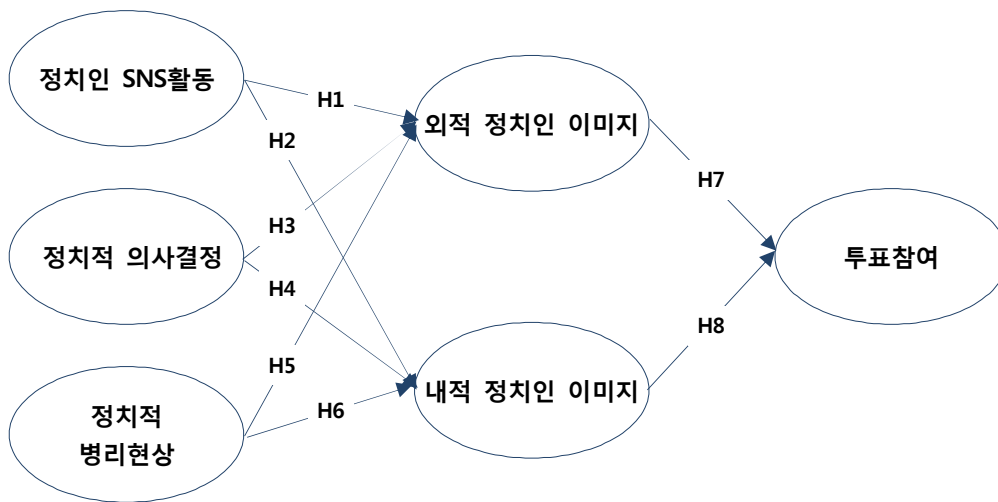 정치인 SNS활동
H1
외적 정치인 이미지
H2
H7
H3
정치적 의사결정
투표참여
H4
H8
H5
내적 정치인 이미지
H6
정치적
병리현상